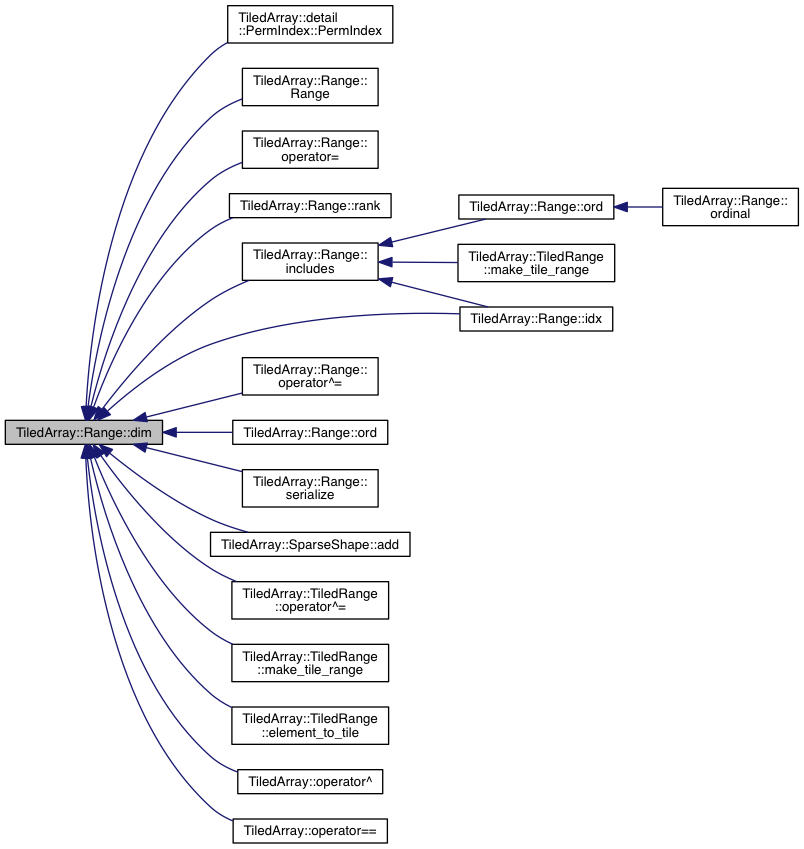 TiledArray::detail
::PermIndex::PermIndex
TiledArray::Range::
Range
TiledArray::Range::
operator=
TiledArray::Range::rank
TiledArray::Range::
includes
TiledArray::Range::ord
TiledArray::Range::
ordinal
TiledArray::TiledRange
::make_tile_range
TiledArray::Range::idx
TiledArray::Range::
operator^=
TiledArray::Range::dim
TiledArray::Range::ord
TiledArray::Range::
serialize
TiledArray::SparseShape::add
TiledArray::TiledRange
::operator^=
TiledArray::TiledRange
::make_tile_range
TiledArray::TiledRange
::element_to_tile
TiledArray::operator^
TiledArray::operator==